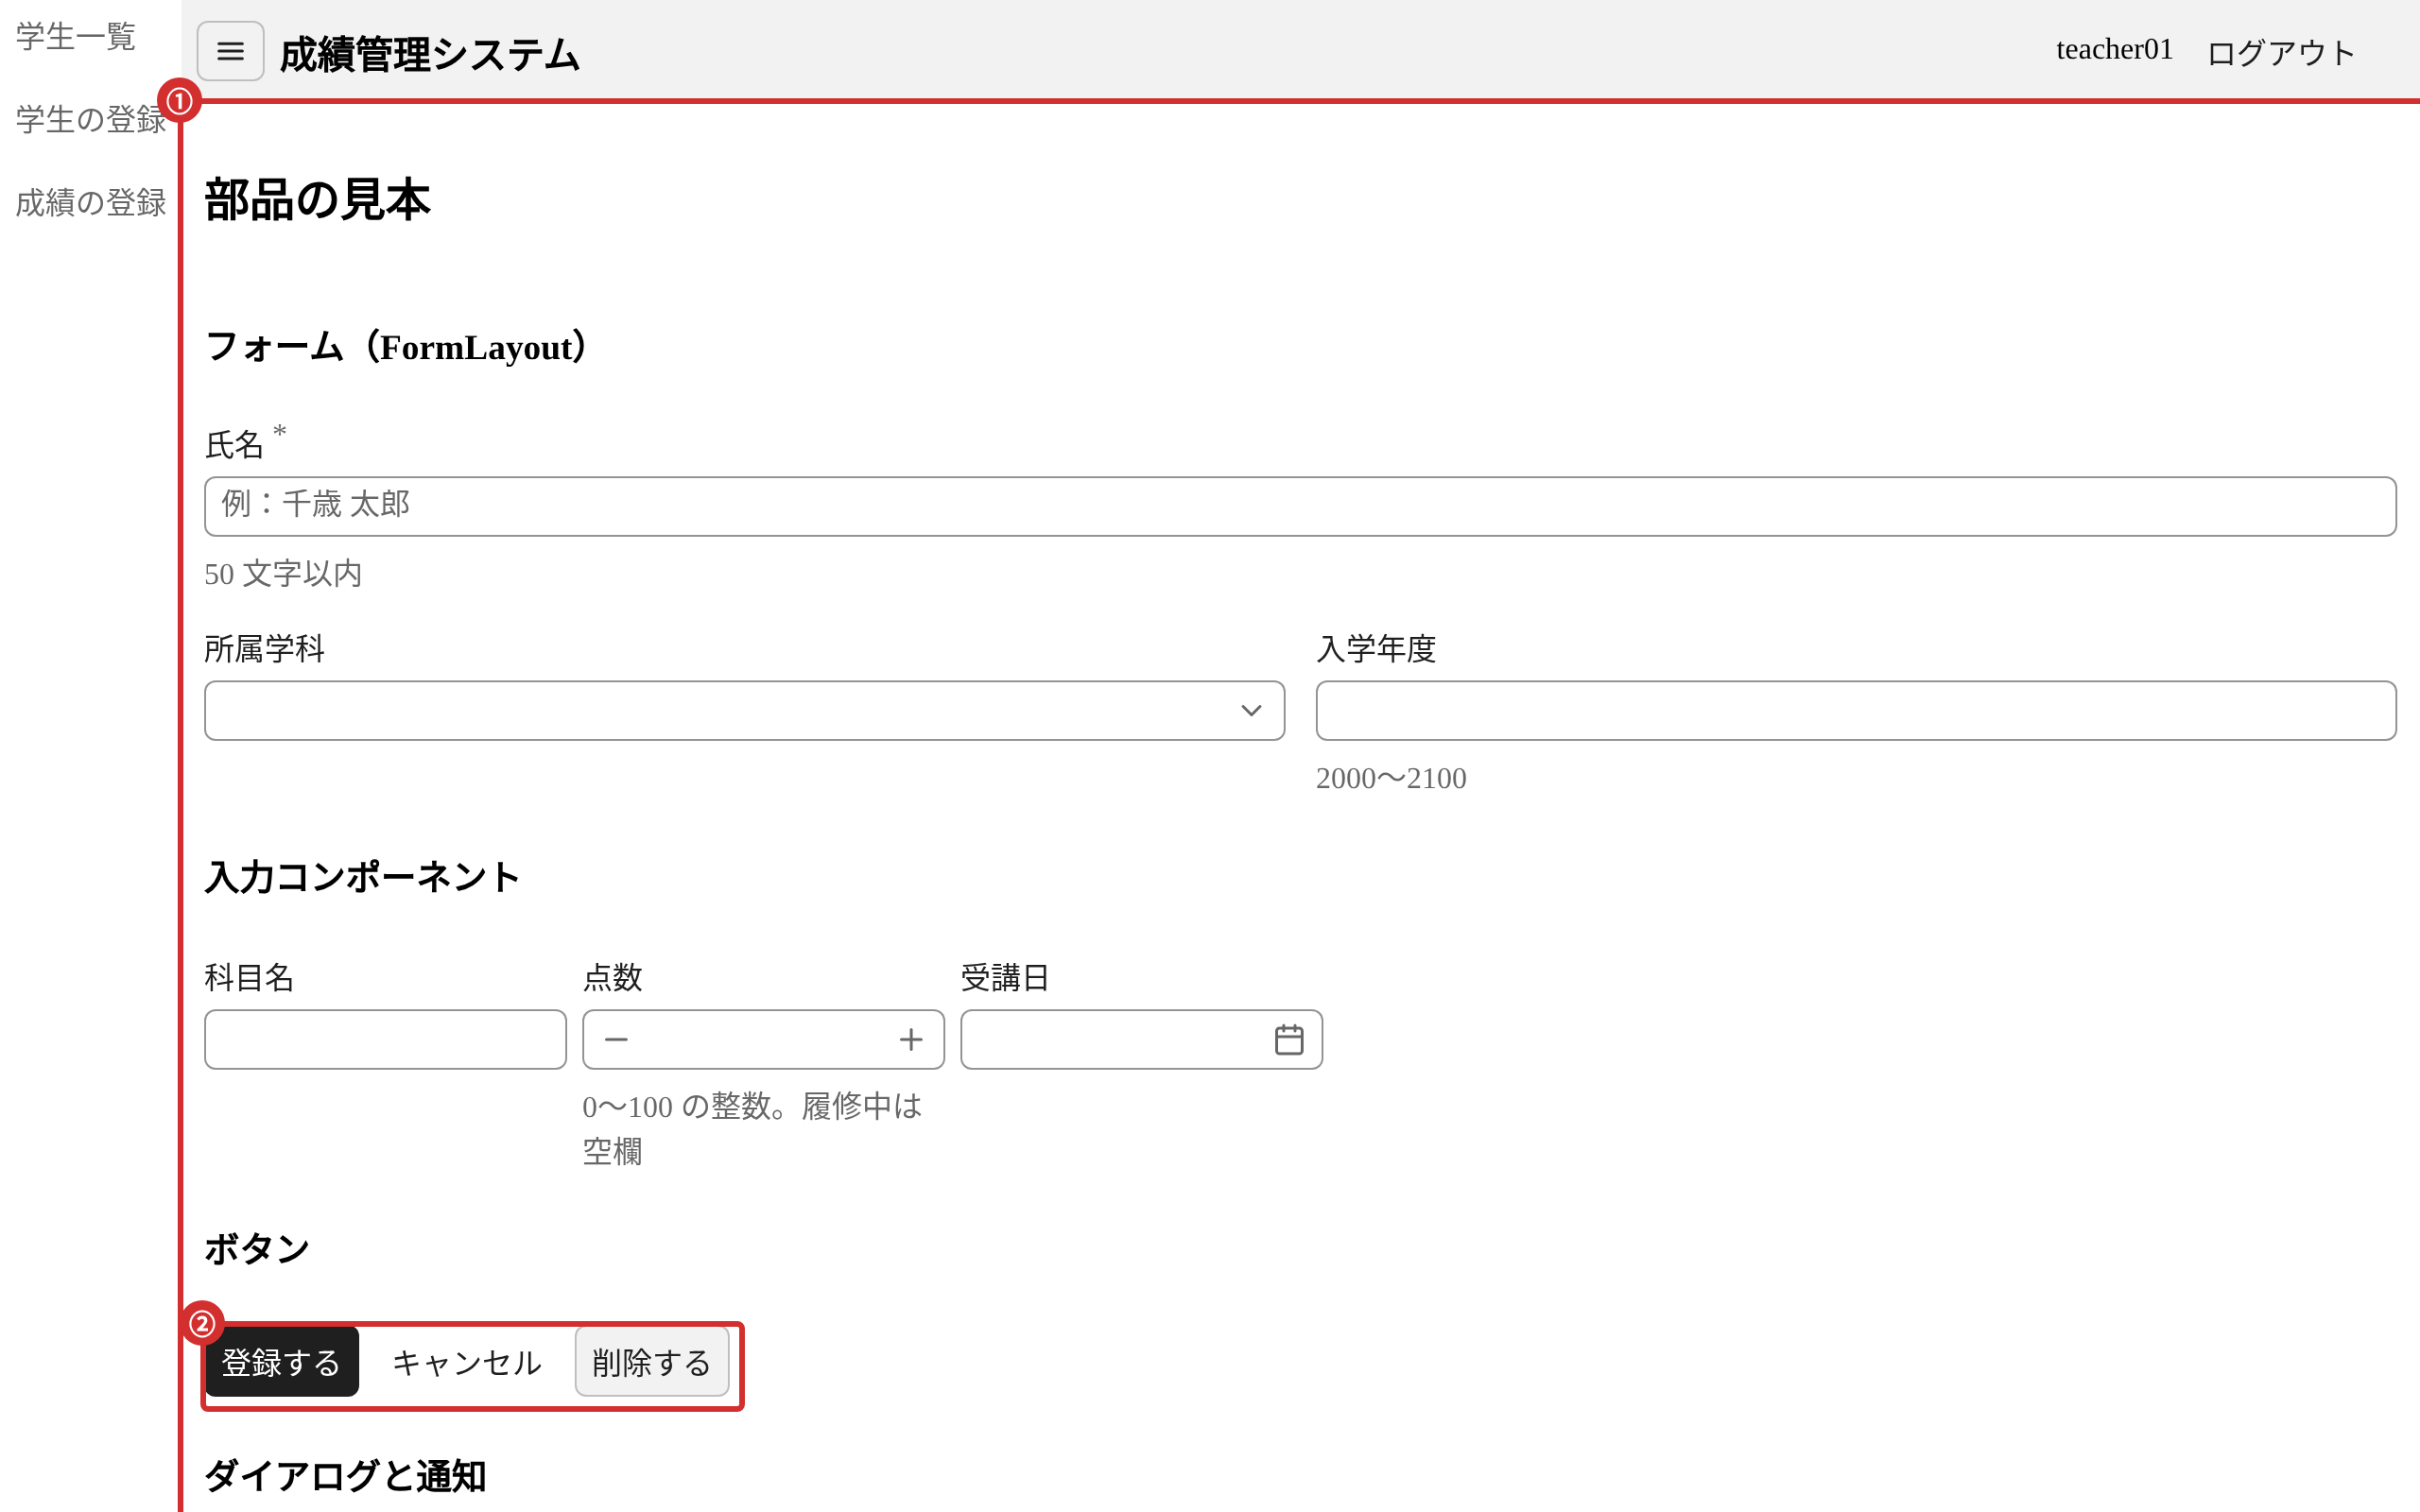 学生一覧
学生の登録
成績の登録
成績管理システム
teacher01 ログアウト
①
部品の見本
フォーム（FormLayout）
氏名 *
例：千歳 太郎
50 文字以内
所属学科 入学年度
2000〜2100
入力コンポーネント
科目名 点数 受講日
0〜100 の整数。履修中は
空欄
ボタン
②
登録する キャンセル 削除する
ダイアログと通知